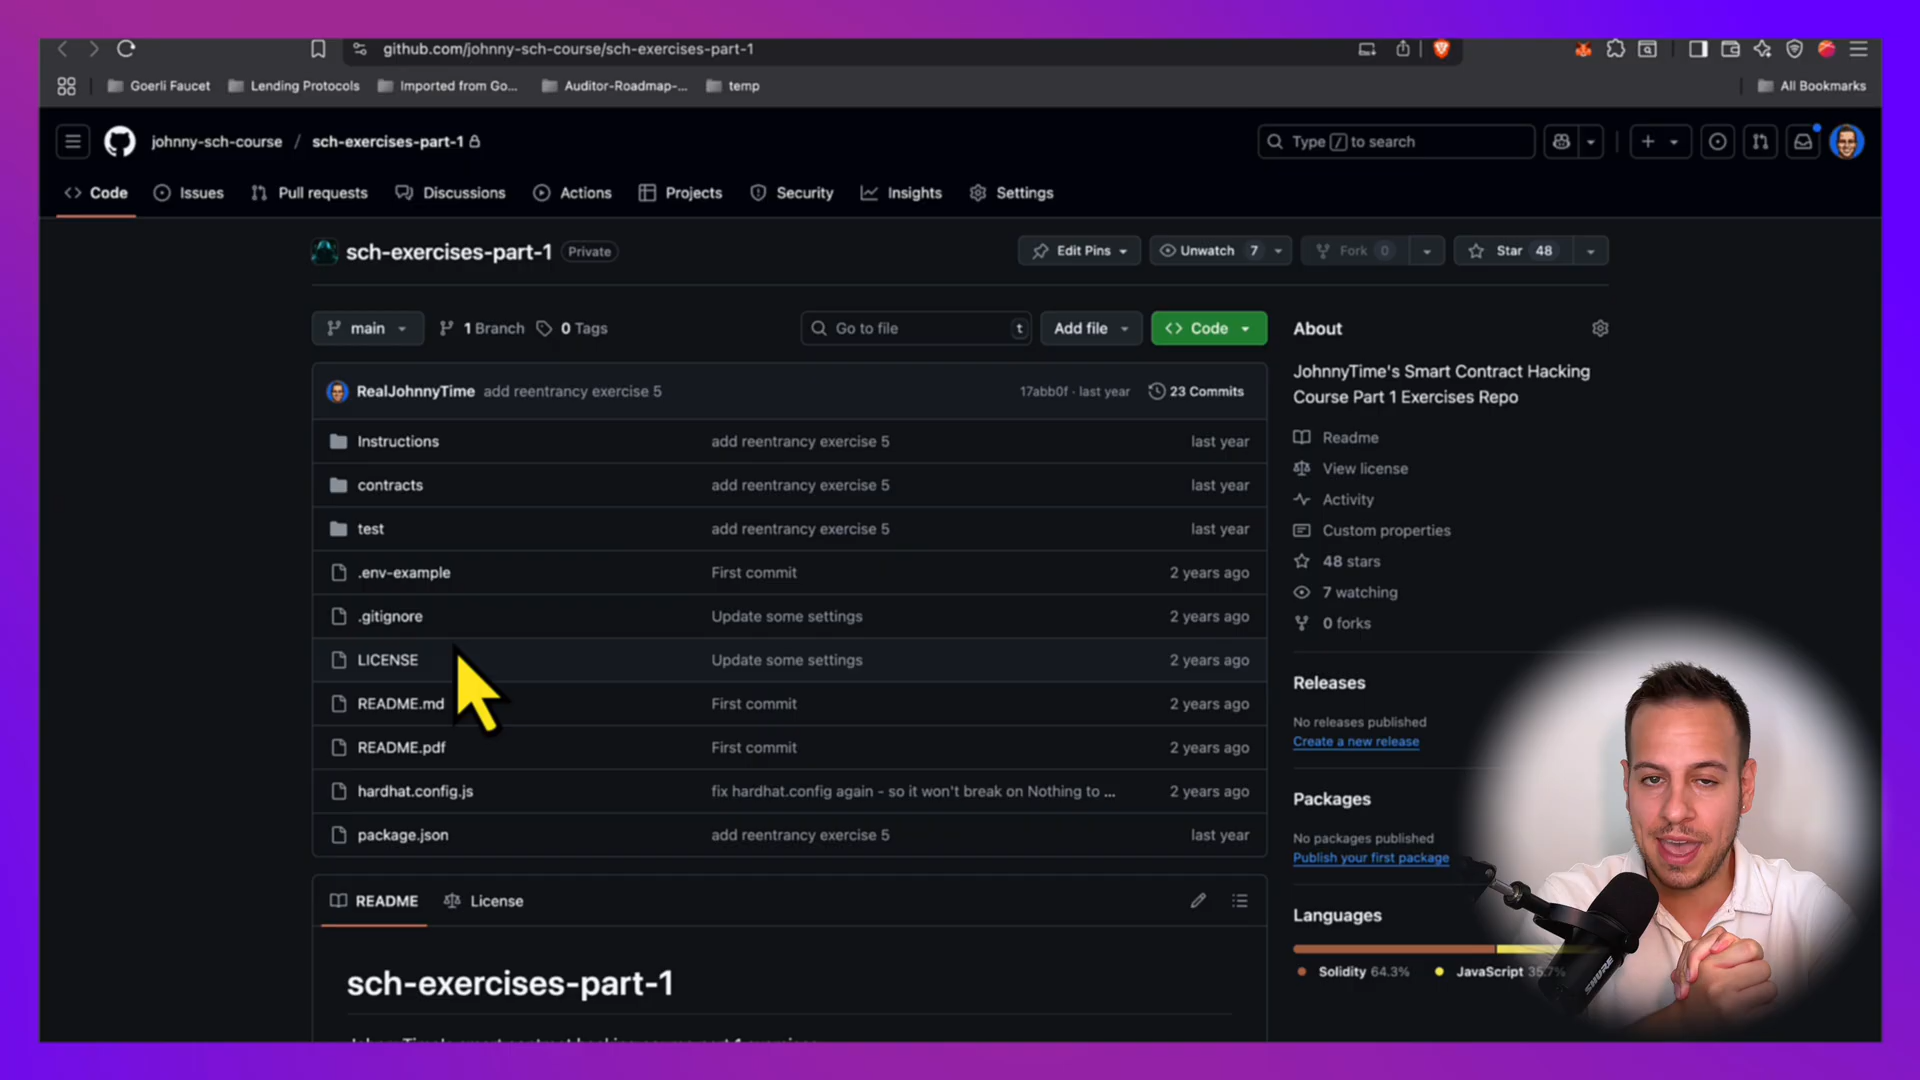 github.com/johnny-sch-course/sch-exercises-part-1
Goerli Faucet
Lending Protocols
Imported from Go...
Auditor-Roadmap-...
temp
All Bookmarks
johnny-sch-course / sch-exercises-part-1
Type / to search
Code
Issues
Pull requests
Discussions
Actions
Projects
Security
Insights
Settings
sch-exercises-part-1 Private
Edit Pins
Unwatch 7
Fork 0
Star 48
main
1 Branch
0 Tags
Go to file t
Add file
Code
RealJohnnyTime add reentrancy exercise 5 17abb0f · last year 23 Commits
Instructions add reentrancy exercise 5 last year
contracts add reentrancy exercise 5 last year
test add reentrancy exercise 5 last year
.env-example First commit 2 years ago
.gitignore Update some settings 2 years ago
LICENSE Update some settings 2 years ago
README.md First commit 2 years ago
README.pdf First commit 2 years ago
hardhat.config.js fix hardhat.config again - so it won't break on Nothing to ... 2 years ago
package.json add reentrancy exercise 5 last year
README
License
sch-exercises-part-1
About
JohnnyTime's Smart Contract Hacking
Course Part 1 Exercises Repo
Readme
View license
Activity
Custom properties
48 stars
7 watching
0 forks
Releases
No releases published
Create a new release
Packages
No packages published
Publish your first package
Languages
Solidity 64.3%
JavaScript 35.7%
SHURE